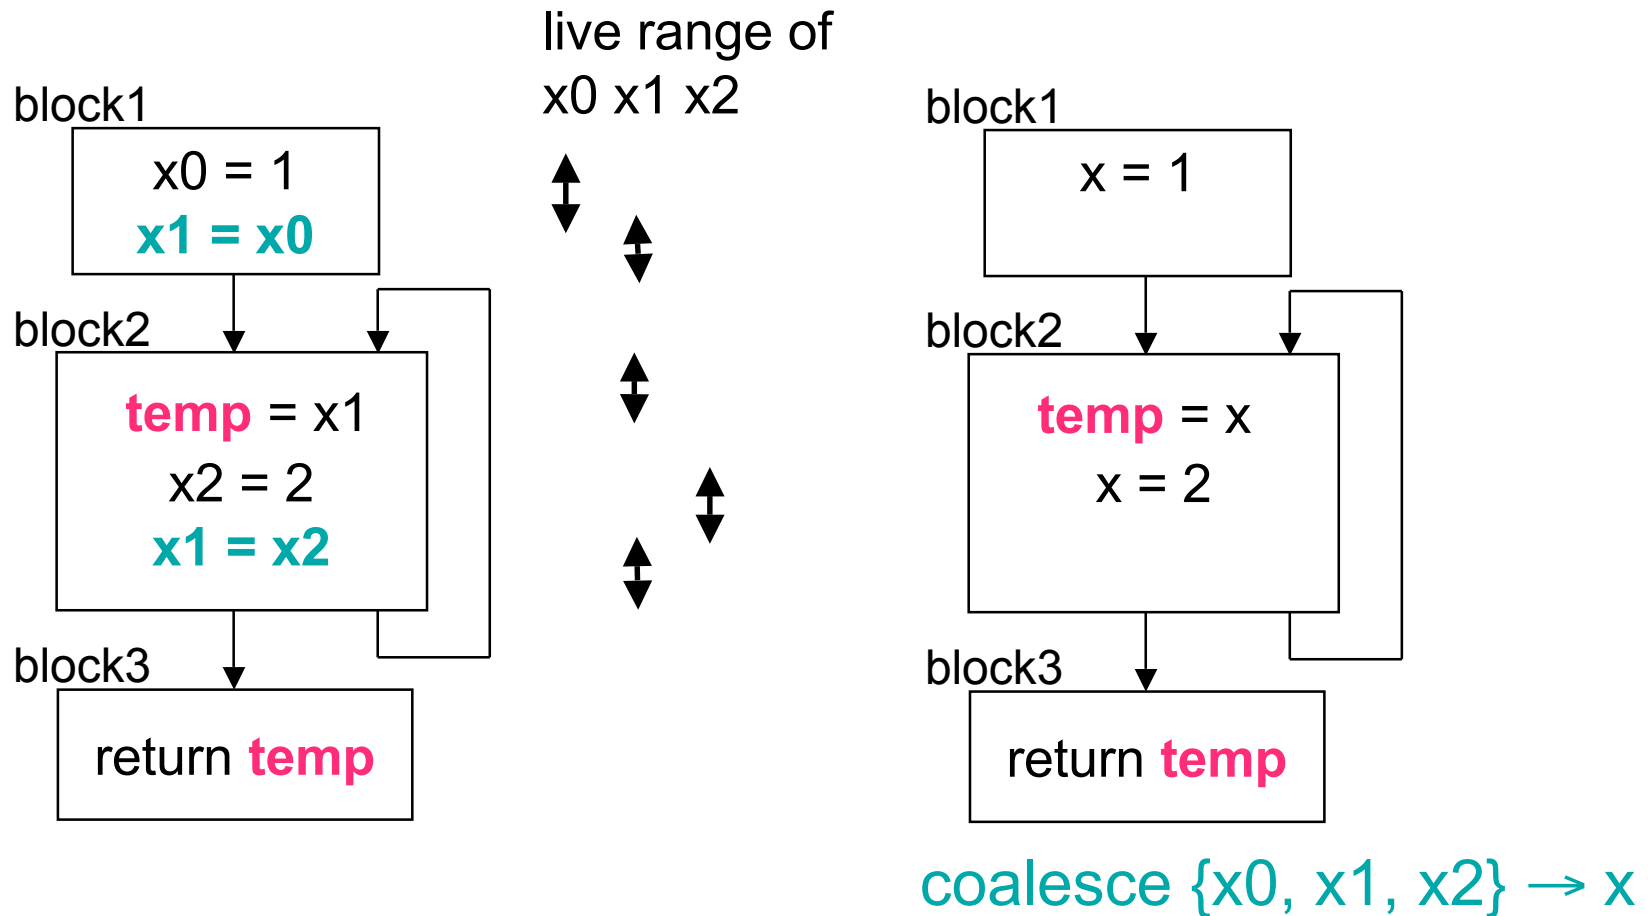 live range of
x0 x1 x2
block1
x0 = 1
x1 = x0
block2
temp = x1
x2 = 2
x1 = x2
block3
return temp
block1
x = 1
block2
temp = x
x = 2
block3
return temp
coalesce {x0, x1, x2} → x